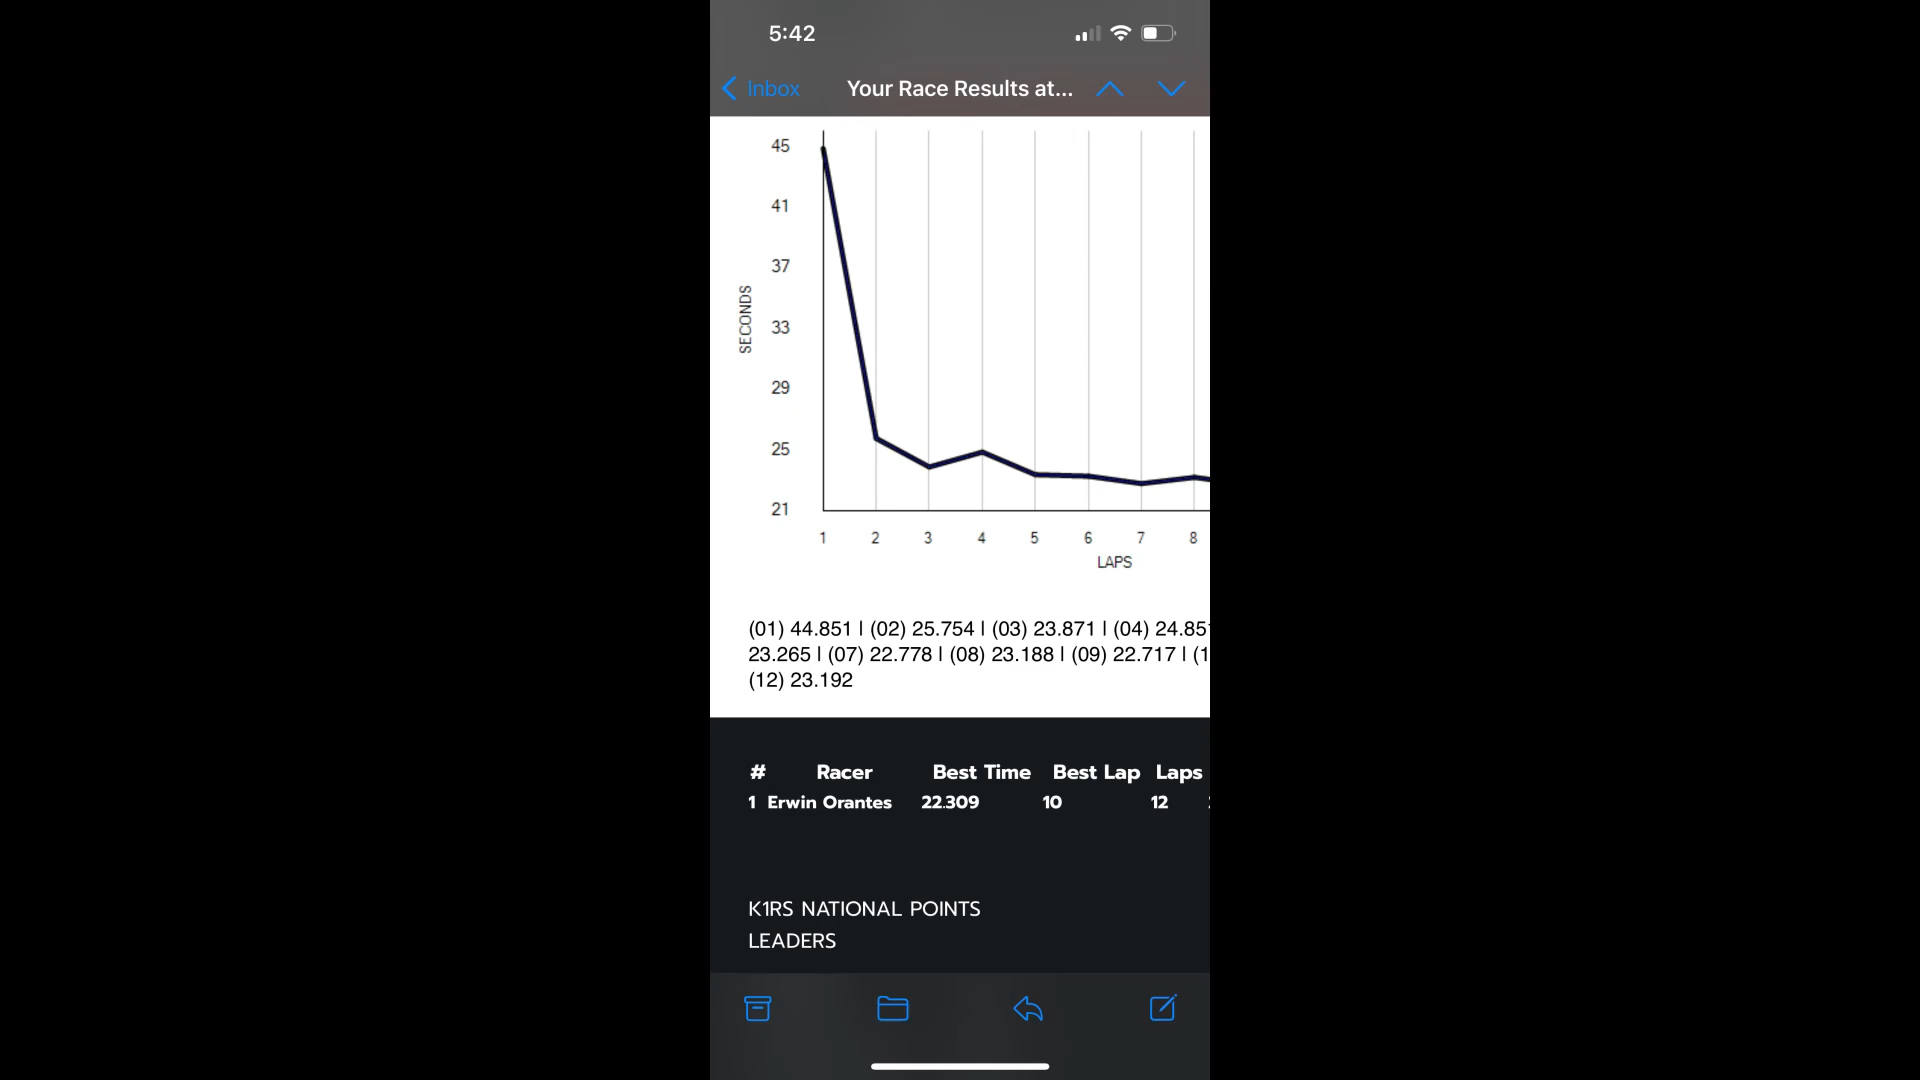 5:42
Inbox
Your Race Results at...
45
41
37
33
29
25
21
SECONDS
1 2 3 4 5 6 7 8
LAPS
(01) 44.851 | (02) 25.754 | (03) 23.871 | (04) 24.85
23.265 | (07) 22.778 | (08) 23.188 | (09) 22.717 | (1
(12) 23.192
# Racer Best Time Best Lap Laps
1 Erwin Orantes 22.309 10 12
K1RS NATIONAL POINTS
LEADERS